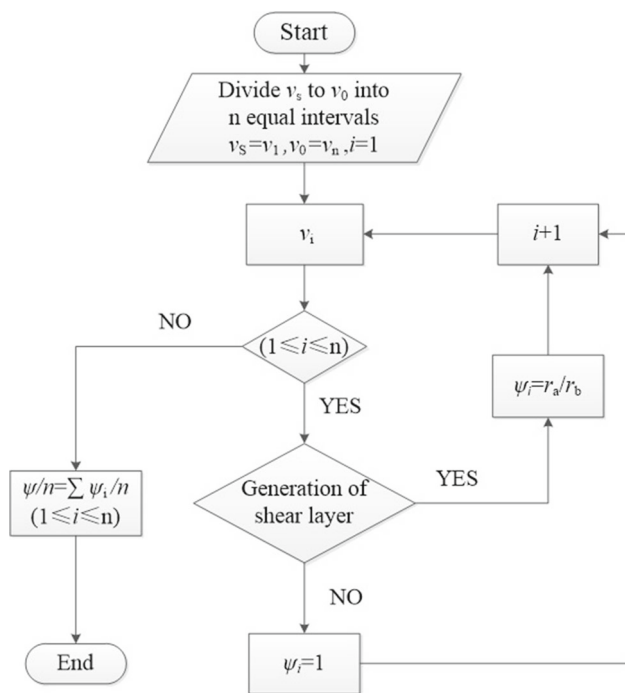 Start
Divide vs to v0 into
n equal intervals
vS=v1,v0=vn,i=1
vi
i+1
NO
(1≤i≤n)
YES
ψi=ra/rb
ψ/n=∑ ψi/n
(1≤i≤n)
Generation of
shear layer
YES
NO
End
ψi=1